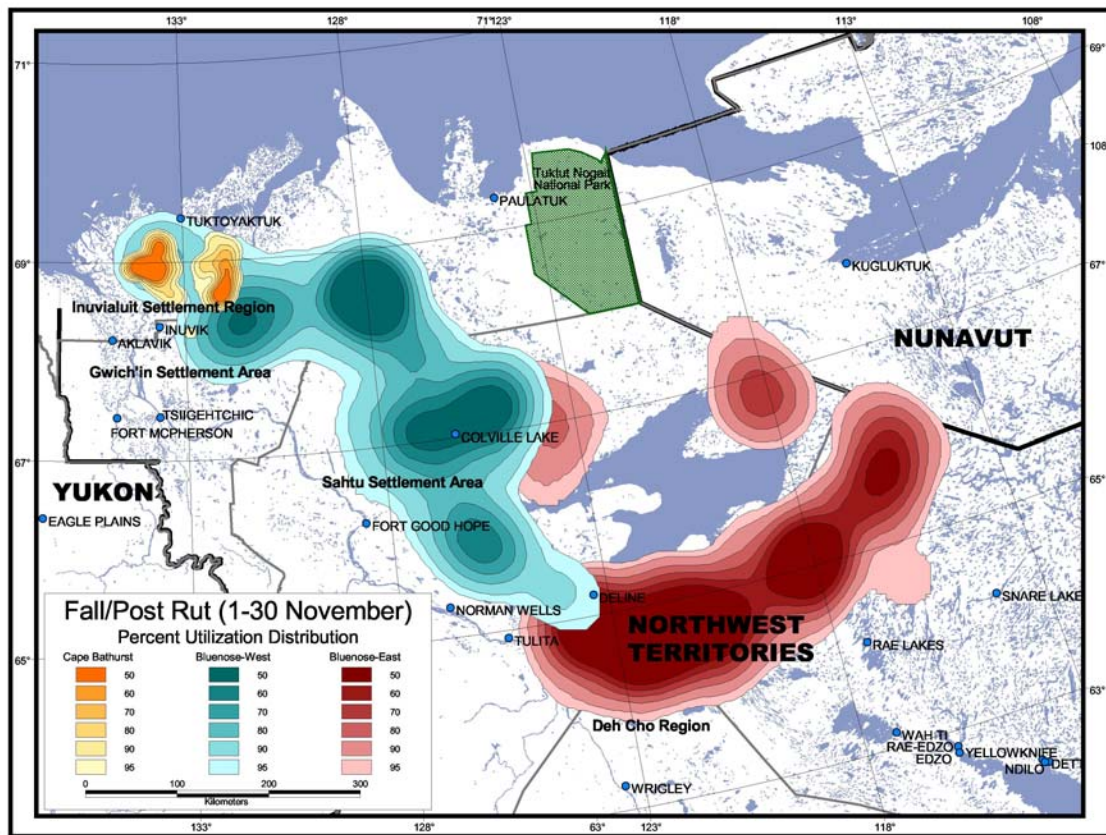 133°
128°
71°
123°
118°
113°
108°
71°
69°
108°
Tuktut Nogait
National Park
PAULATUK
TUKTOYAKTUK
69°
KUGLUKTUK
67°
Inuvialuit Settlement Region
INUVIK
AKLAVIK
NUNAVUT
Gwich'in Settlement Area
TSIIGEHTCHIC
FORT MCPHERSON
COLVILLE LAKE
67°
65°
Sahtu Settlement Area
YUKON
EAGLE PLAINS
FORT GOOD HOPE
DELINE
SNARE LAKE
NORMAN WELLS
NORTHWEST
TERRITORIES
TULITA
RAE LAKES
65°
63°
Deh Cho Region
WAH-TI
RAE-EDZO
EDZO
YELLOWKNIFE
NDILO
DETT
WRIGLEY
Fall/Post Rut (1-30 November)
Percent Utilization Distribution
Cape Bathurst
Bluenose-West
Bluenose-East
50 50 50
60 60 60
70 70 70
80 80 80
90 90 90
95 95 95
0 100 200 300
Kilometers
133°
128°
63°
123°
118°